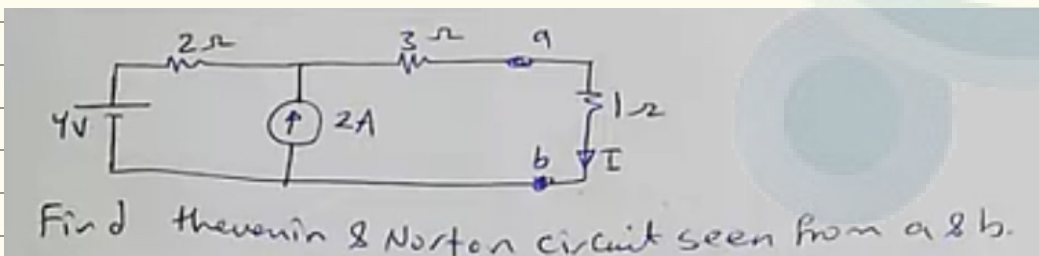 2Ω 3Ω a
4V 2A 1Ω
b I
Find thevenin & Norton circuit seen from a & b.